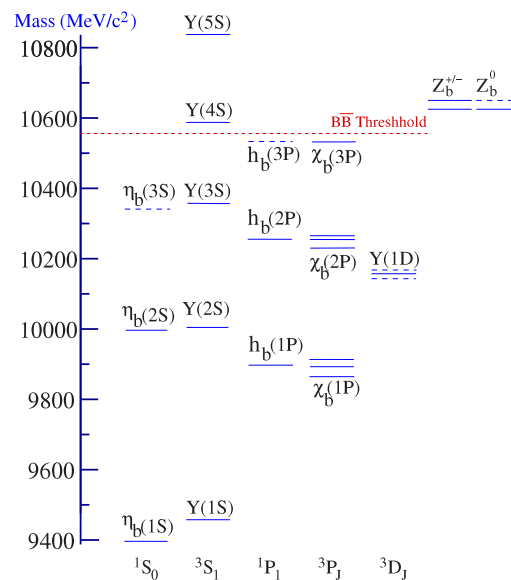 Mass (MeV/c²)
Y(5S)
10800
Z_b^{+/-} Z_b^0
Y(4S)
10600
BB̅ Threshhold
h_b(3P) χ_b(3P)
10400
η_b(3S) Y(3S)
h_b(2P)
10200
χ_b(2P) Y(1D)
η_b(2S) Y(2S)
10000
h_b(1P)
9800
χ_b(1P)
9600
η_b(1S) Y(1S)
9400
¹S₀ ³S₁ ¹P₁ ³P_J ³D_J